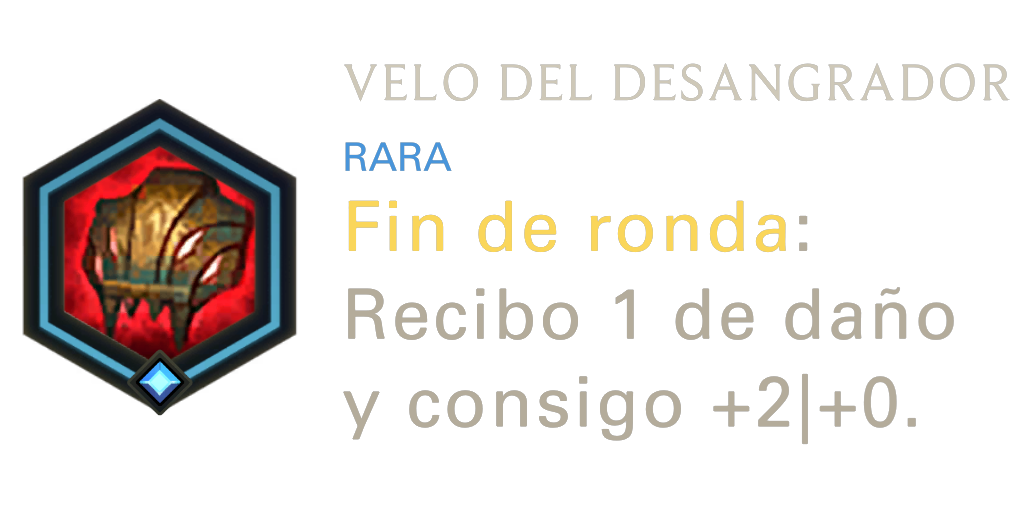 VELO DEL DESANGRADOR
RARA
Fin de ronda:
Recibo 1 de daño
y consigo +2|+0.